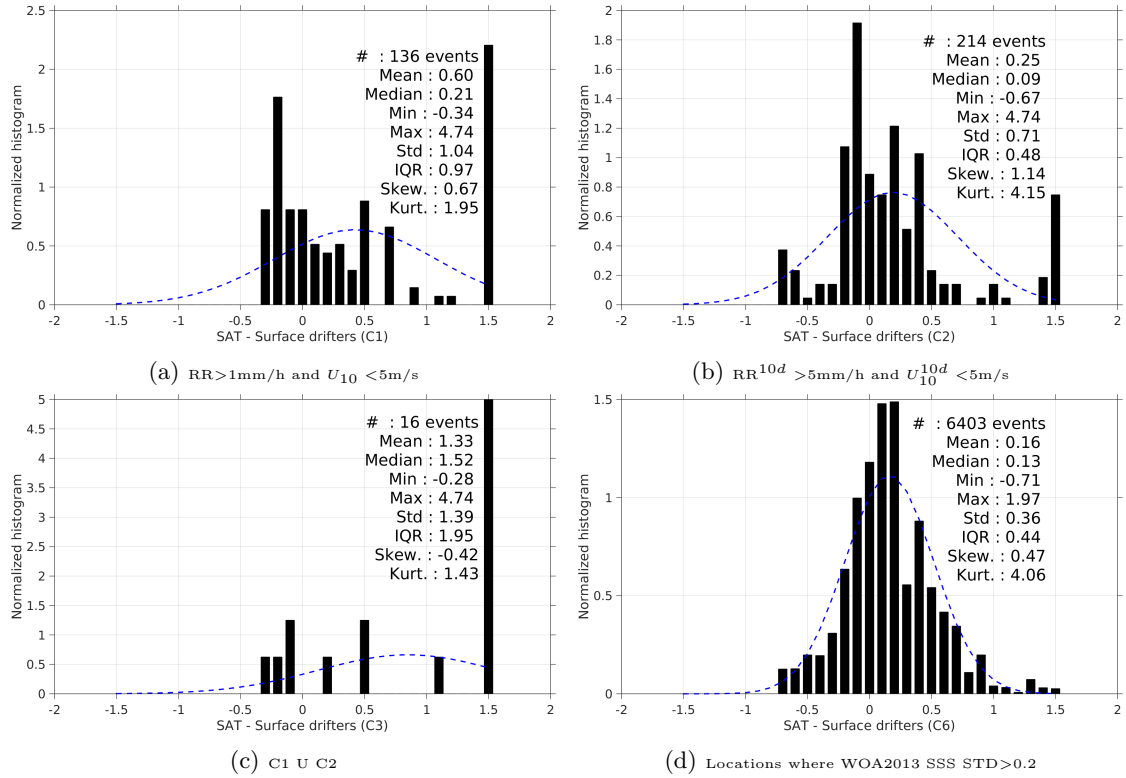 2.5
2
1.5
1
0.5
0
-2 -1.5 -1 -0.5 0 0.5 1 1.5 2
Normalized histogram
SAT - Surface drifters (C1)
# : 136 events
Mean : 0.60
Median : 0.21
Min : -0.34
Max : 4.74
Std : 1.04
IQR : 0.97
Skew. : 0.67
Kurt. : 1.95
(a) RR>1mm/h and U10 <5m/s
2
1.8
1.6
1.4
1.2
1
0.8
0.6
0.4
0.2
0
-2 -1.5 -1 -0.5 0 0.5 1 1.5 2
Normalized histogram
SAT - Surface drifters (C2)
# : 214 events
Mean : 0.25
Median : 0.09
Min : -0.67
Max : 4.74
Std : 0.71
IQR : 0.48
Skew. : 1.14
Kurt. : 4.15
(b) RR10d >5mm/h and U10 10d <5m/s
5
4.5
4
3.5
3
2.5
2
1.5
1
0.5
0
-2 -1.5 -1 -0.5 0 0.5 1 1.5 2
Normalized histogram
SAT - Surface drifters (C3)
# : 16 events
Mean : 1.33
Median : 1.52
Min : -0.28
Max : 4.74
Std : 1.39
IQR : 1.95
Skew. : -0.42
Kurt. : 1.43
(c) C1 U C2
1.5
1
0.5
0
-2 -1.5 -1 -0.5 0 0.5 1 1.5 2
Normalized histogram
SAT - Surface drifters (C6)
# : 6403 events
Mean : 0.16
Median : 0.13
Min : -0.71
Max : 1.97
Std : 0.36
IQR : 0.44
Skew. : 0.47
Kurt. : 4.06
(d) Locations where WOA2013 SSS STD>0.2